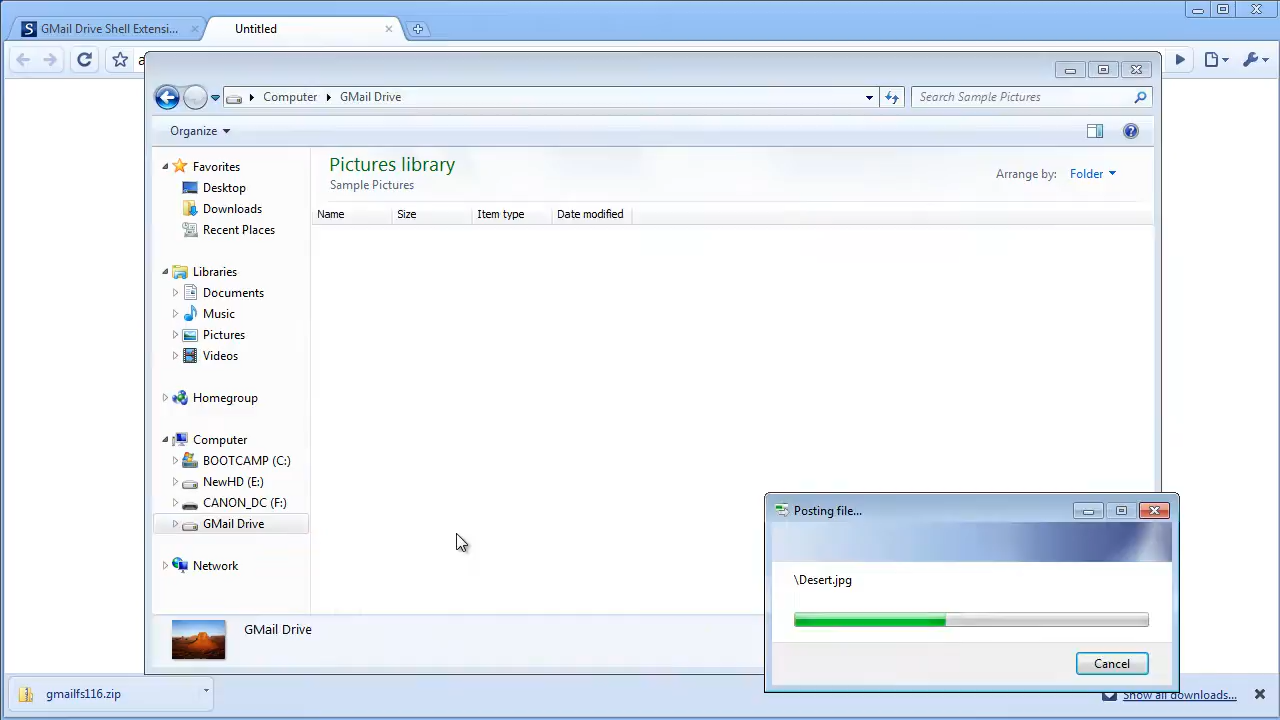 GMail Drive Shell Extensi...
Untitled
Computer
GMail Drive
Search Sample Pictures
Organize
Favorites
Desktop
Downloads
Recent Places
Libraries
Documents
Music
Pictures
Videos
Homegroup
Computer
BOOTCAMP (C:)
NewHD (E:)
CANON_DC (F:)
GMail Drive
Network
Pictures library
Sample Pictures
Arrange by: Folder
Name Size Item type Date modified
GMail Drive
Posting file...
\Desert.jpg
Cancel
gmailfs116.zip
Show all downloads...